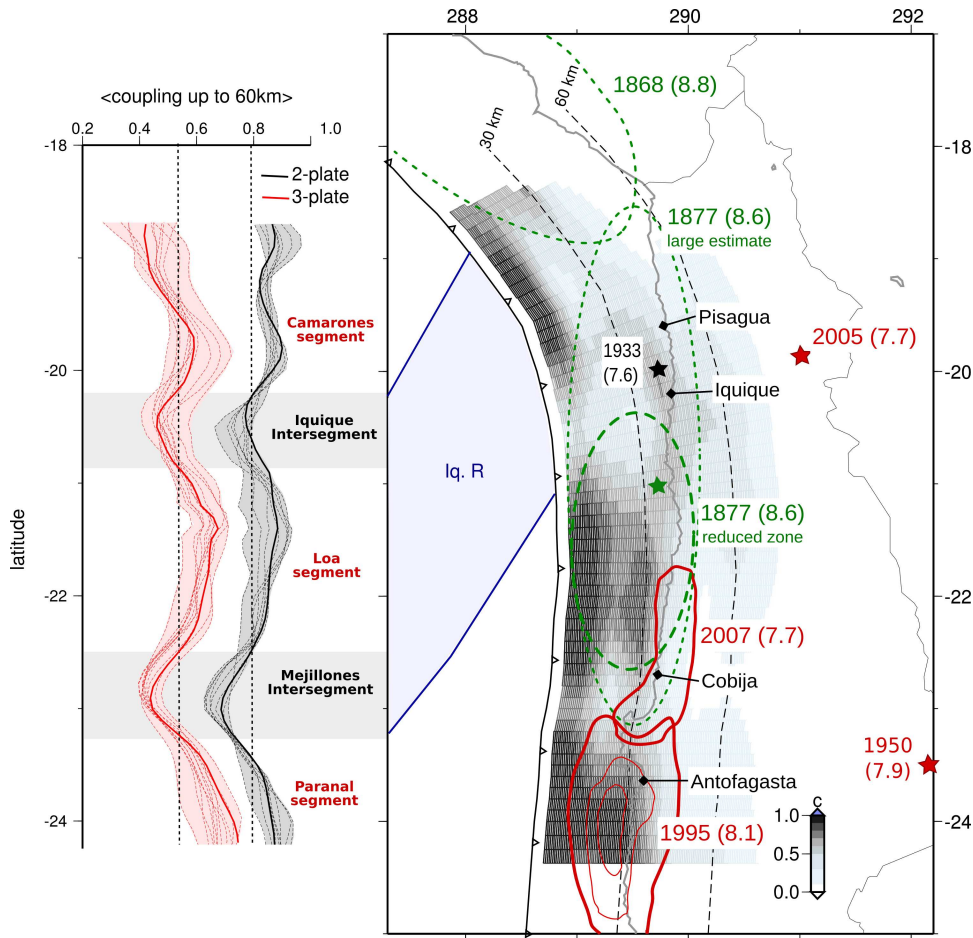 288 290 292
<coupling up to 60km>
0.2 0.4 0.6 0.8 1.0
-18
2-plate
3-plate
Camarones
segment
-20
Iquique
Intersegment
Loa
segment
-22
Mejillones
Intersegment
Paranal
segment
-24
latitude
1868 (8.8)
60 km
30 km
-18
1877 (8.6)
large estimate
Pisagua
2005 (7.7)
1933
(7.6)
-20
Iquique
Iq. R
1877 (8.6)
reduced zone
-22
2007 (7.7)
Cobija
1950
(7.9)
Antofagasta
C
1.0
0.5
0.0
1995 (8.1)
-24